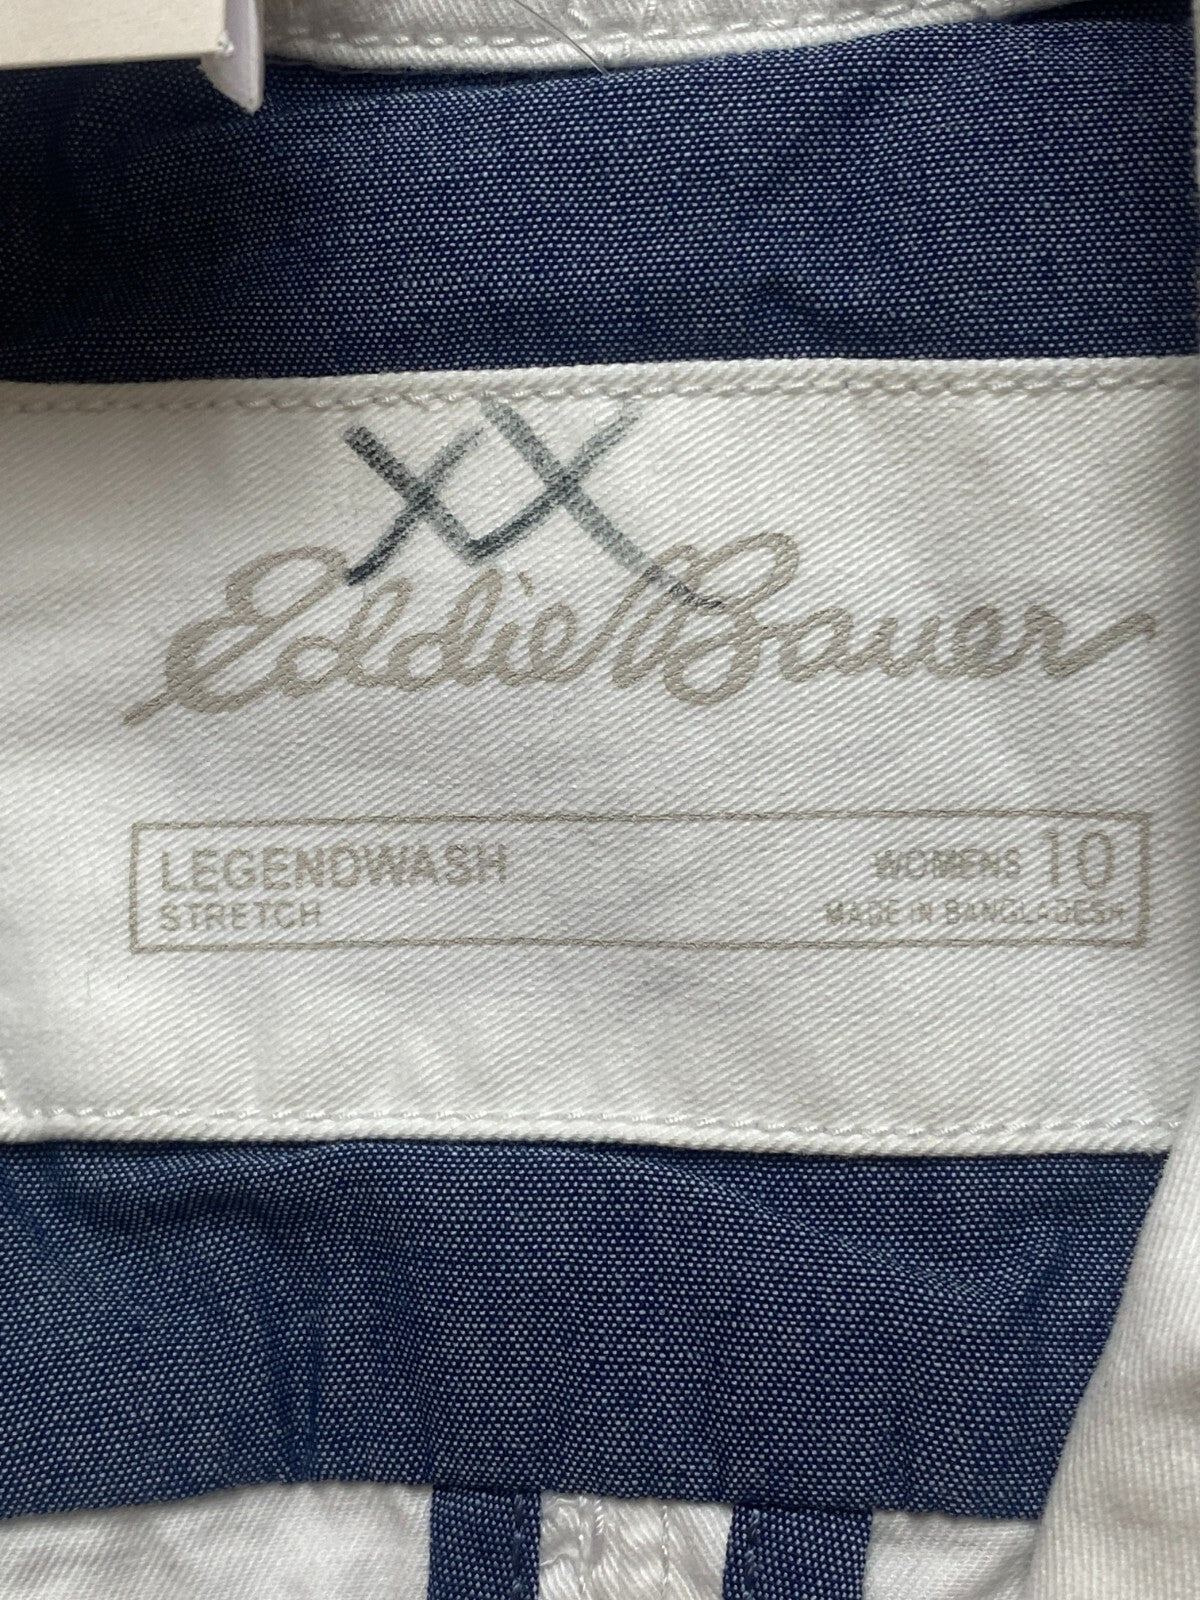 XX
Eddie Bauer
LEGENDWASH WOMENS 10
STRETCH MADE IN BANGLADESH